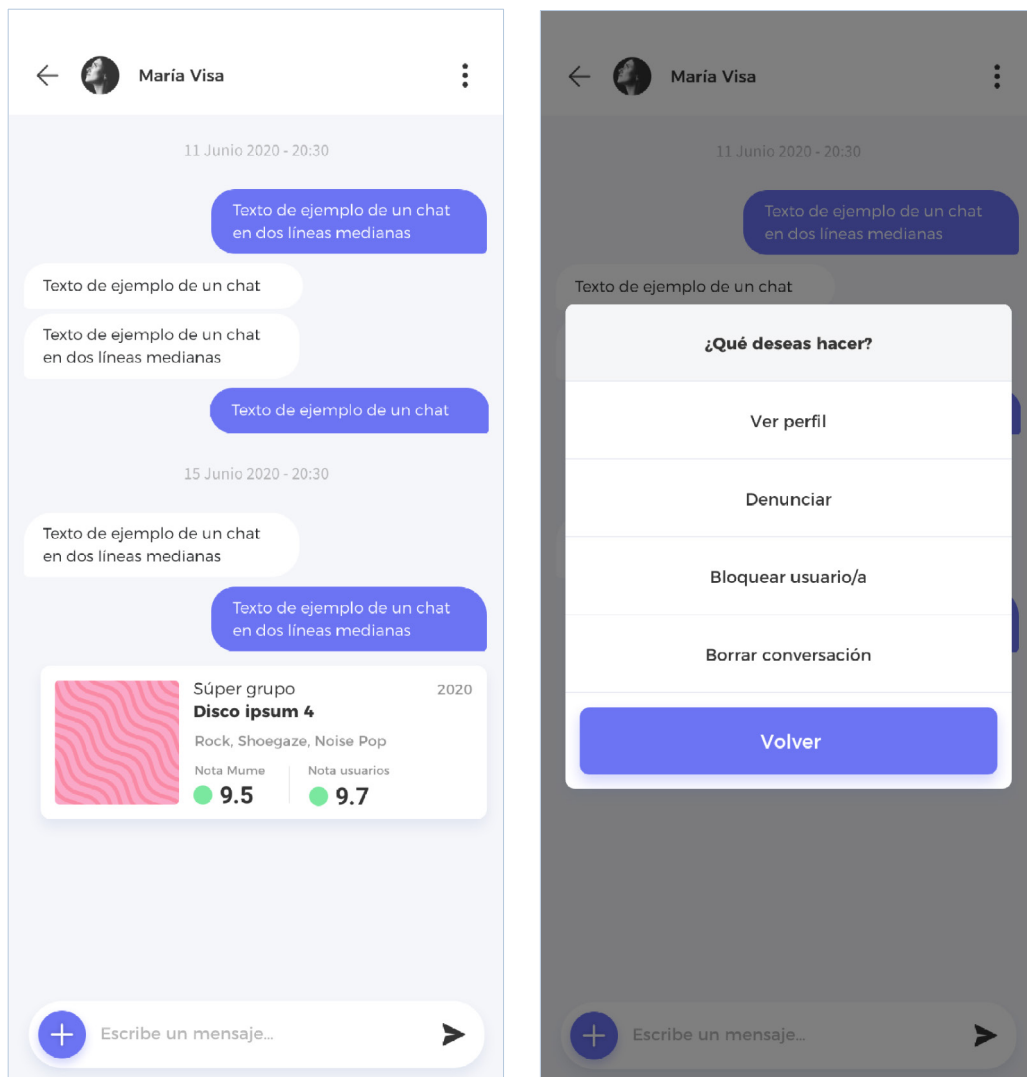 María Visa
11 Junio 2020 - 20:30
Texto de ejemplo de un chat
en dos líneas medianas
Texto de ejemplo de un chat
Texto de ejemplo de un chat
en dos líneas medianas
Texto de ejemplo de un chat
15 Junio 2020 - 20:30
Texto de ejemplo de un chat
en dos líneas medianas
Texto de ejemplo de un chat
en dos líneas medianas
Súper grupo
2020
Disco ipsum 4
Rock, Shoegaze, Noise Pop
Nota Mume
Nota usuarios
9.5
9.7
Escribe un mensaje...
María Visa
11 Junio 2020 - 20:30
Texto de ejemplo de un chat
en dos líneas medianas
Texto de ejemplo de un chat
¿Qué deseas hacer?
Ver perfil
Denunciar
Bloquear usuario/a
Borrar conversación
Volver
Escribe un mensaje...